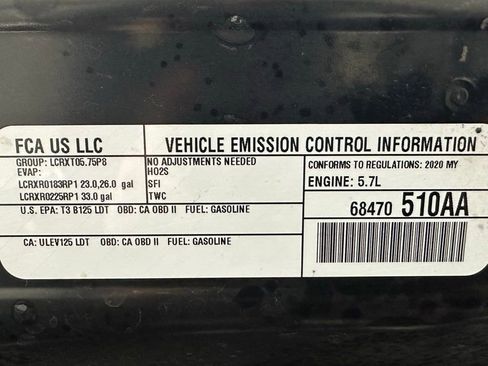 FCA US LLC
VEHICLE EMISSION CONTROL INFORMATION
GROUP: LCRXT05.75P8
EVAP:
LCRXR0183RP1 23.0,26.0 gal
LCRXR0225RP1 33.0 gal
NO ADJUSTMENTS NEEDED
HO2S
SFI
TWC
CONFORMS TO REGULATIONS: 2020 MY
ENGINE: 5.7L
U.S. EPA: T3 B125 LDT OBD: CA OBD II FUEL: GASOLINE
CA: ULEV125 LDT OBD: CA OBD II FUEL: GASOLINE
68470 510AA